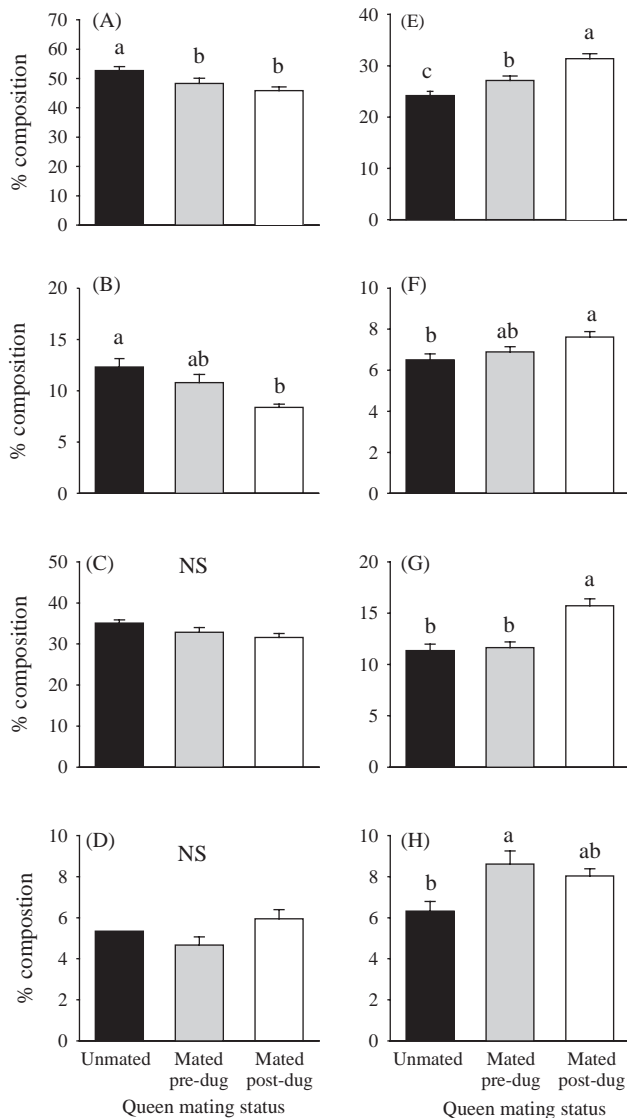 (A)
70
60
50
40
30
20
10
0
a
b
b
% composition
(E)
40
30
20
10
0
c
b
a
(B)
20
15
10
5
0
a
ab
b
% composition
(F)
10
8
6
4
2
0
b
ab
a
(C)
NS
50
40
30
20
10
0
% composition
(G)
20
15
10
5
0
b
b
a
(D)
NS
10
8
6
4
2
0
% compostion
Unmated
Mated
pre-dug
Mated
post-dug
Queen mating status
(H)
10
8
6
4
2
0
b
a
ab
Unmated
Mated
pre-dug
Mated
post-dug
Queen mating status